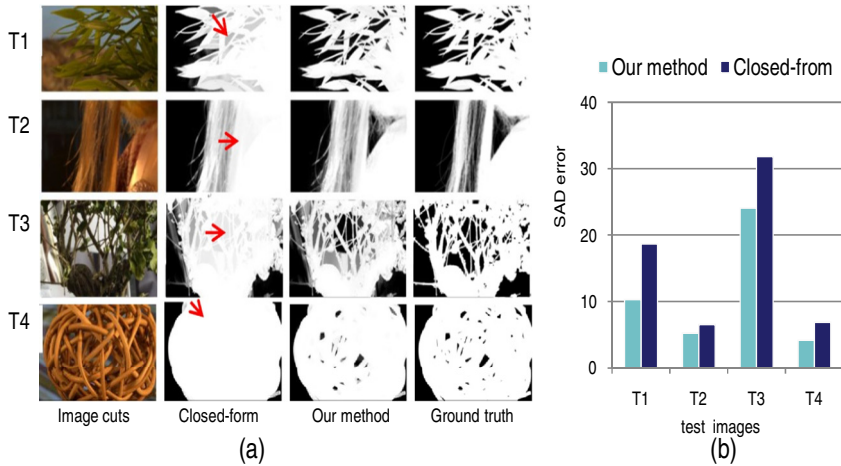 T1
T2
T3
T4
Image cuts Closed-form Our method Ground truth
(a)
Our method Closed-from
SAD error
40
30
20
10
0
T1 T2 T3 T4
test images
(b)